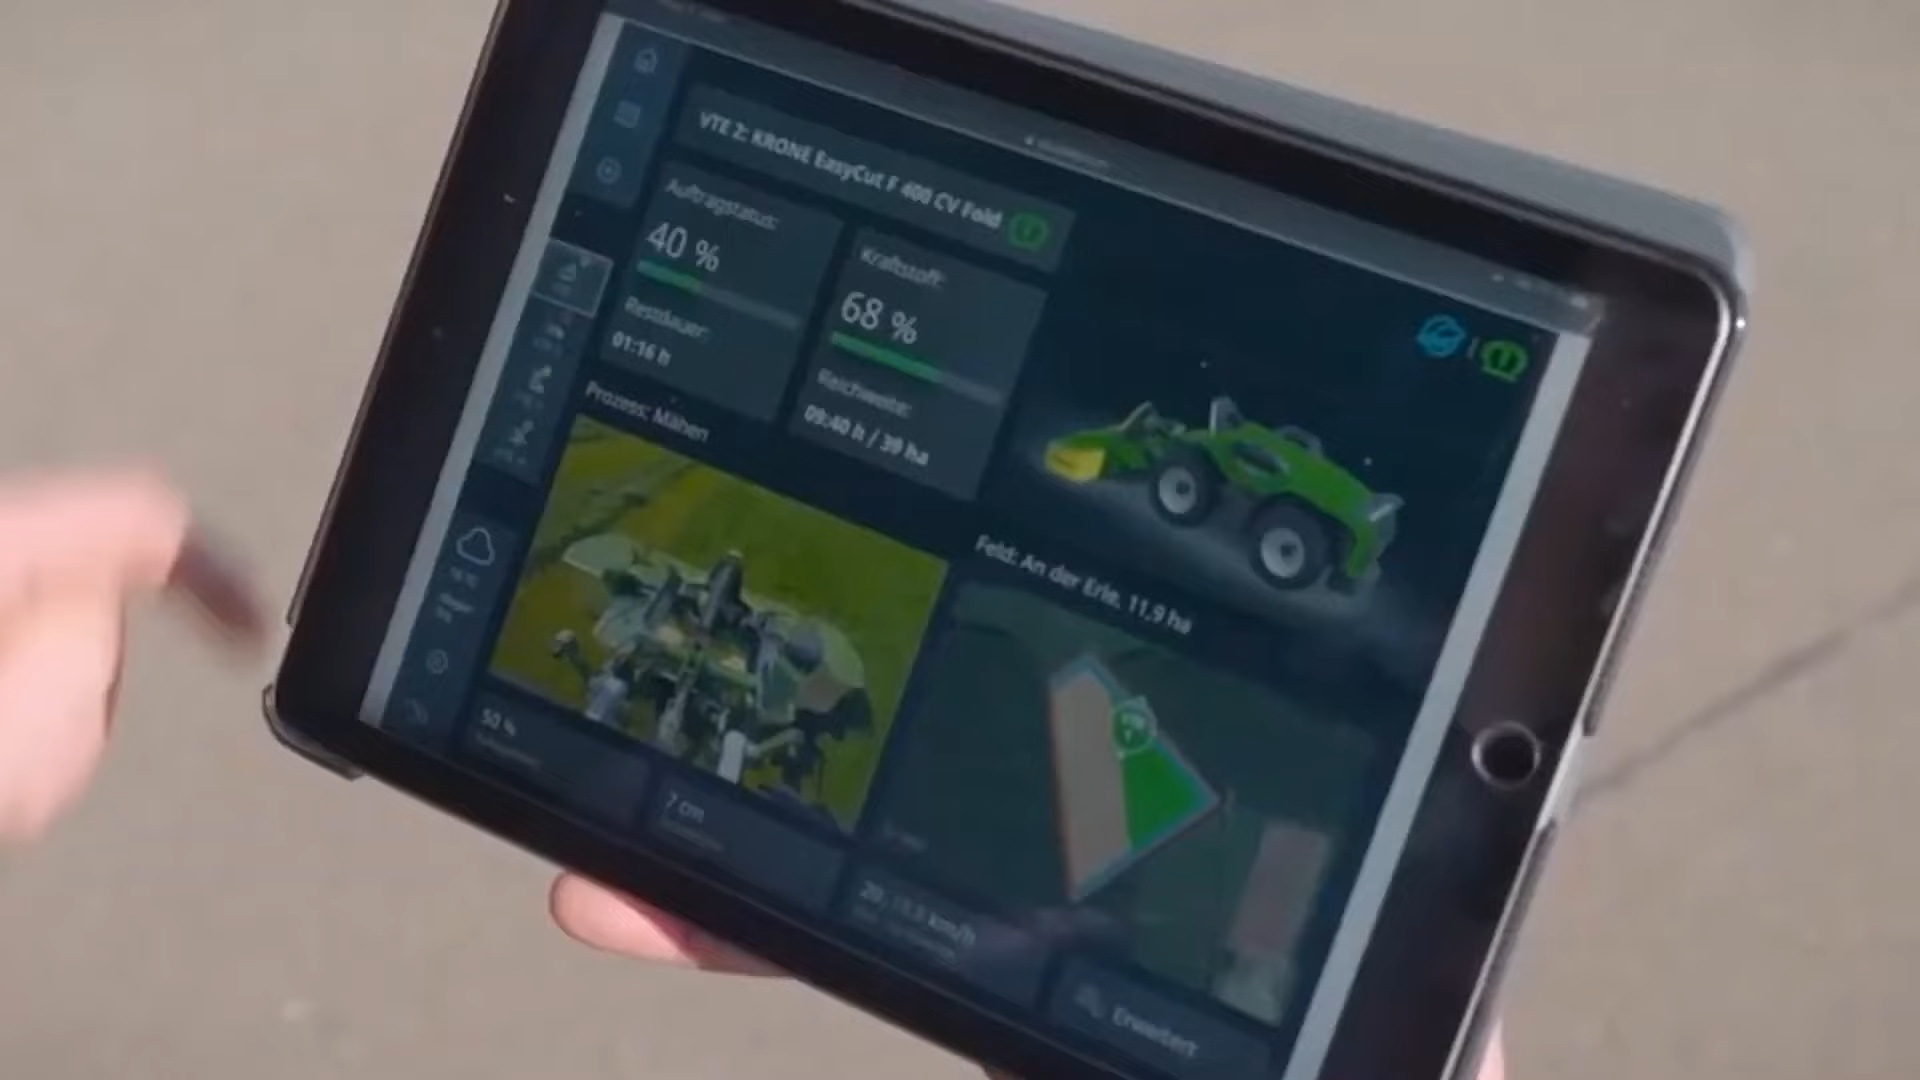 VTE 2: KRONE EasyCut F 400 CV Fold
Auftragstatus:
40 %
Restdauer:
01:16 h
Kraftstoff:
68 %
Reichweite:
09:40 h / 39 ha
Prozess: Mähen
Feld: An der Erle, 11,9 ha
50 %
7 cm
km/h
Erweitert